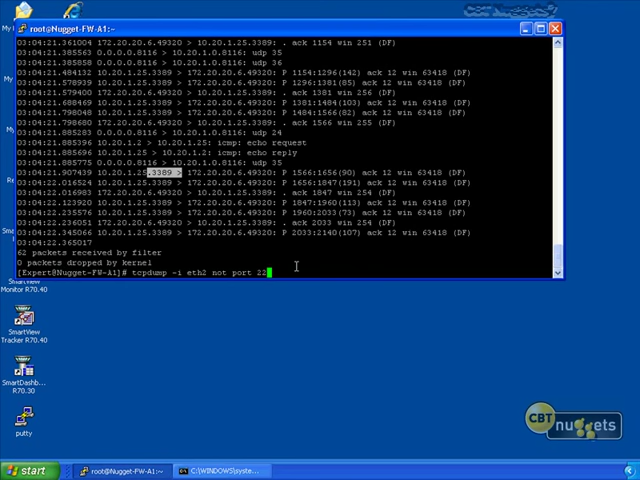 CBT Nuggets
root@Nugget-FW-A1:~
03:04:21.361004 172.20.20.6.49320 > 10.20.1.25.3389: . ack 1154 win 251 (DF)
03:04:21.385563 0.0.0.0.8116 > 10.20.1.0.8116: udp 35
03:04:21.385858 0.0.0.0.8116 > 10.20.1.0.8116: udp 36
03:04:21.484132 10.20.1.25.3389 > 172.20.20.6.49320: P 1154:1296(142) ack 12 win 63418 (DF)
03:04:21.578939 10.20.1.25.3389 > 172.20.20.6.49320: P 1296:1381(85) ack 12 win 63418 (DF)
03:04:21.579400 172.20.20.6.49320 > 10.20.1.25.3389: . ack 1381 win 256 (DF)
03:04:21.688469 10.20.1.25.3389 > 172.20.20.6.49320: P 1381:1484(103) ack 12 win 63418 (DF)
03:04:21.798048 10.20.1.25.3389 > 172.20.20.6.49320: P 1484:1566(82) ack 12 win 63418 (DF)
03:04:21.798680 172.20.20.6.49320 > 10.20.1.25.3389: . ack 1566 win 255 (DF)
03:04:21.885283 0.0.0.0.8116 > 10.20.1.0.8116: udp 24
03:04:21.885696 10.20.1.2 > 10.20.1.25: icmp: echo request
03:04:21.885696 10.20.1.25 > 10.20.1.2: icmp: echo reply
03:04:21.885775 0.0.0.0.8116 > 10.20.1.0.8116: udp 35
03:04:21.907439 10.20.1.25.3389 > 172.20.20.6.49320: P 1566:1656(90) ack 12 win 63418 (DF)
03:04:22.016524 10.20.1.25.3389 > 172.20.20.6.49320: P 1656:1847(191) ack 12 win 63418 (DF)
03:04:22.016983 172.20.20.6.49320 > 10.20.1.25.3389: . ack 1847 win 254 (DF)
03:04:22.123920 10.20.1.25.3389 > 172.20.20.6.49320: P 1847:1960(113) ack 12 win 63418 (DF)
03:04:22.235576 10.20.1.25.3389 > 172.20.20.6.49320: P 1960:2033(73) ack 12 win 63418 (DF)
03:04:22.236051 172.20.20.6.49320 > 10.20.1.25.3389: . ack 2033 win 254 (DF)
03:04:22.345066 10.20.1.25.3389 > 172.20.20.6.49320: P 2033:2140(107) ack 12 win 63418 (DF)
03:04:22.365017
62 packets received by filter
0 packets dropped by kernel
[Expert@Nugget-FW-A1]# tcpdump -i eth2 not port 22
SmartView
Monitor R70.40
SmartView
Tracker R70.40
SmartDashb...
R70.30
putty
CBT nuggets
start
root@Nugget-FW-A1:~
C:\WINDOWS\syste...